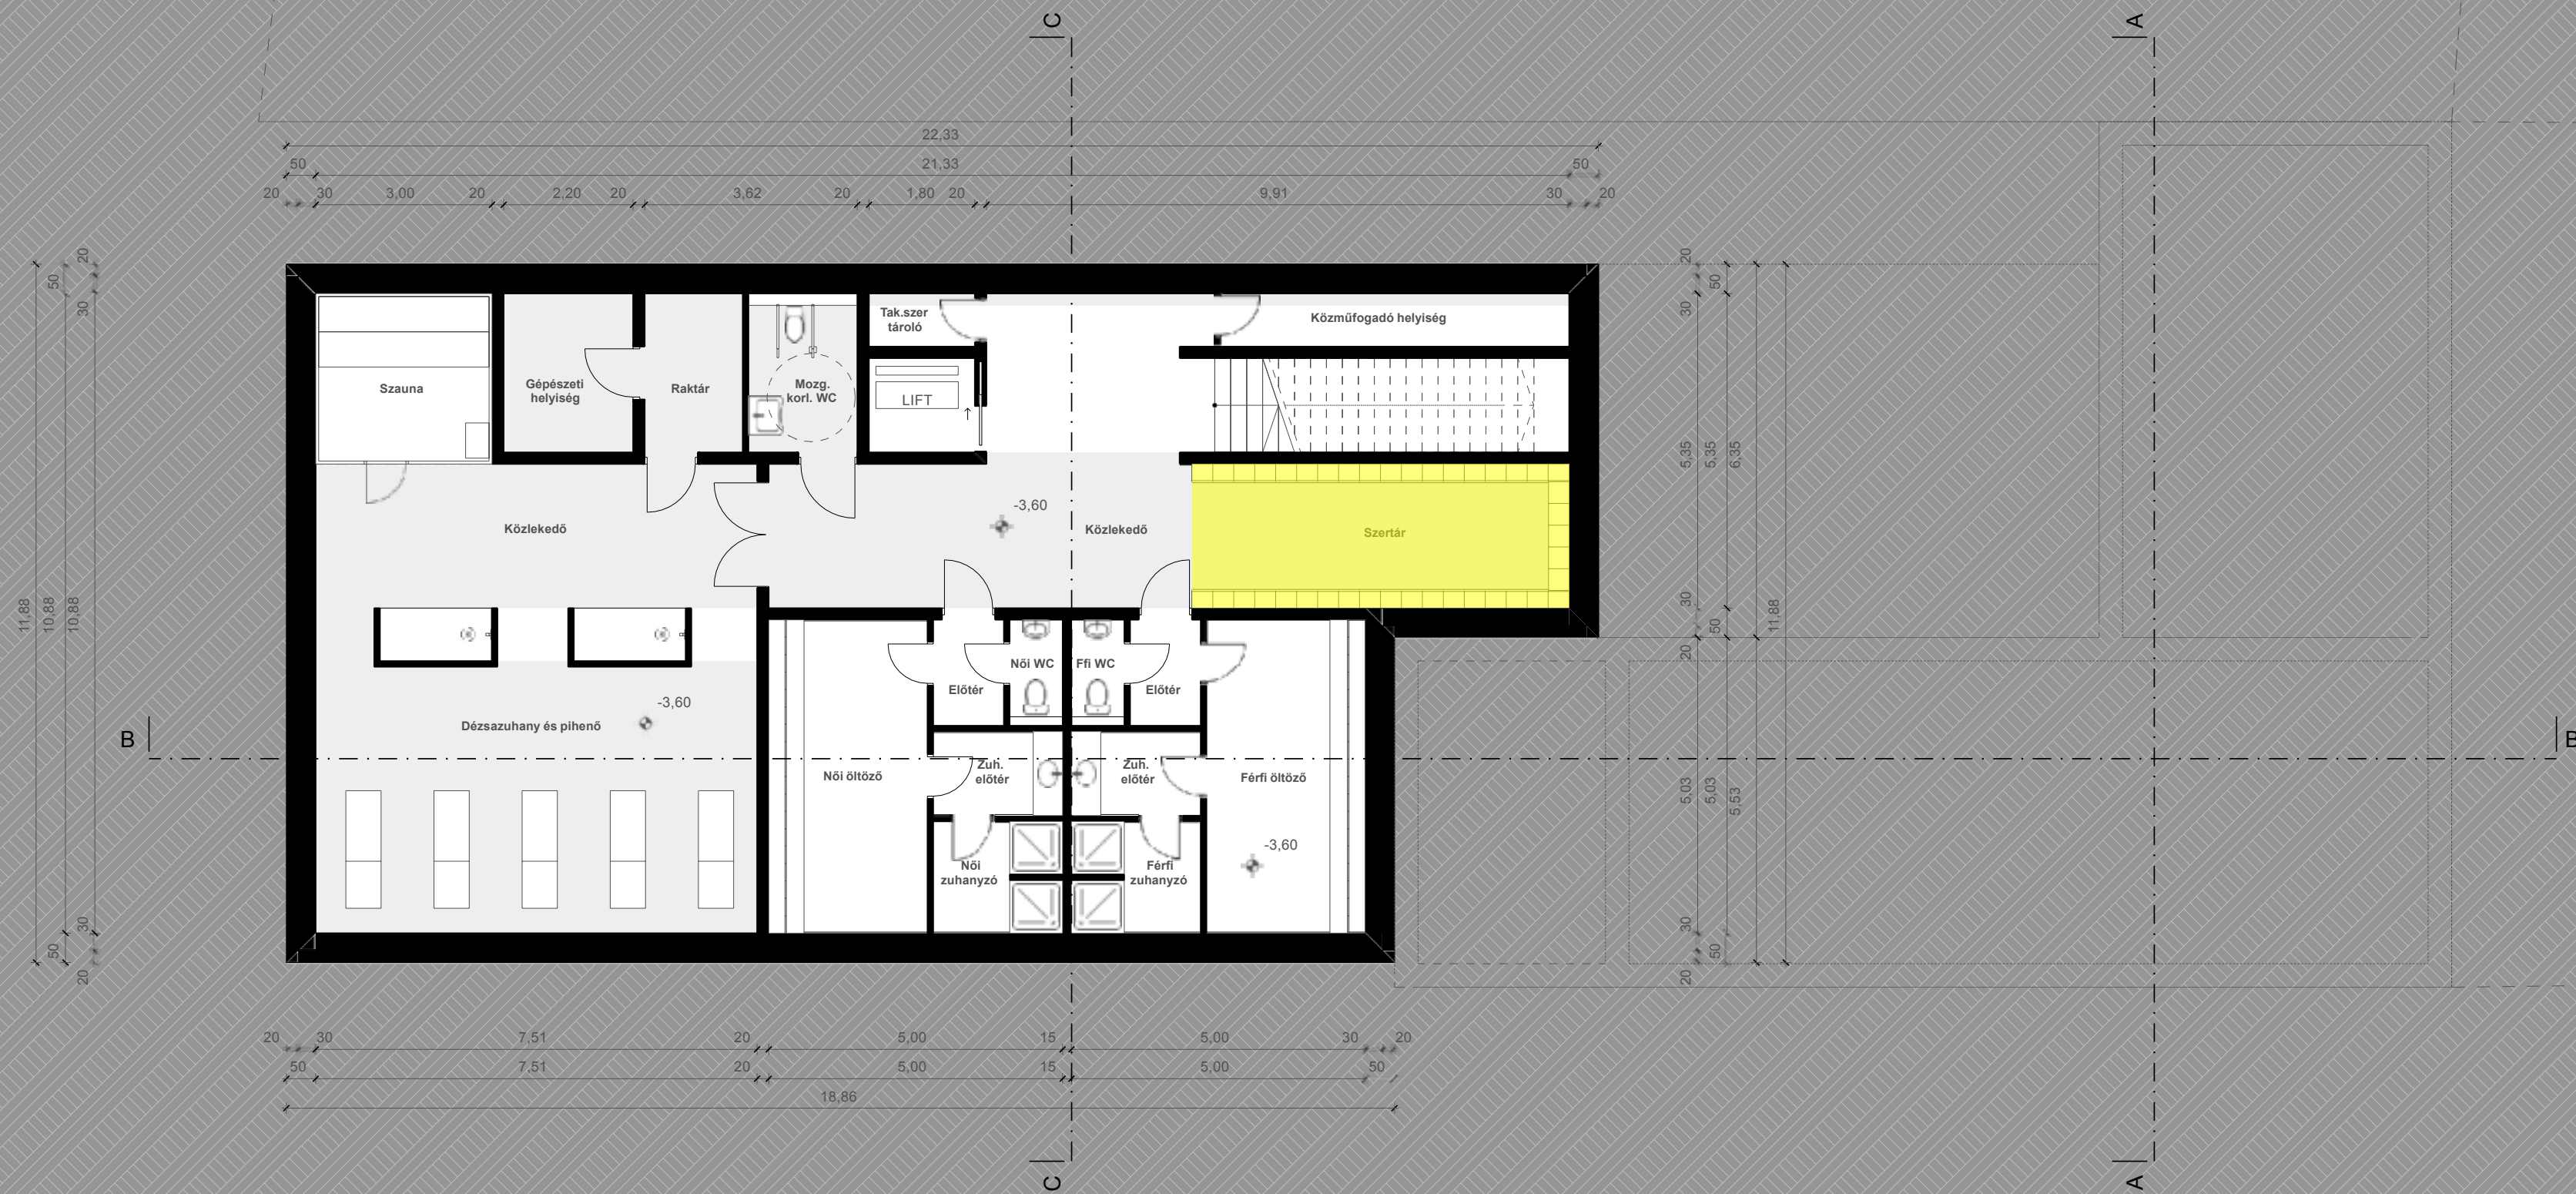 C
A
22,33
50
21,33
50
20
30
3,00
20
2,20
20
3,62
20
1,80
20
9,91
30
20
20
50
30
20
50
30
Tak.szer
tároló
Közműfogadó helyiség
Szauna
Gépészeti
helyiség
Raktár
Mozg.
korl. WC
LIFT
5,35
5,35
6,35
-3,60
Közlekedő
Közlekedő
Szertár
11,88
10,88
10,88
30
50
20
11,88
Női WC
Ffi WC
Előtér
Előtér
-3,60
Dézsazuhany és pihenő
B
B
Női öltöző
Zuh.
előtér
Zuh.
előtér
Férfi öltöző
5,03
5,03
5,53
-3,60
Női
zuhanyzó
Férfi
zuhanyzó
30
50
20
30
50
20
20
30
7,51
20
5,00
15
5,00
30
20
50
7,51
20
5,00
15
5,00
50
18,86
C
A